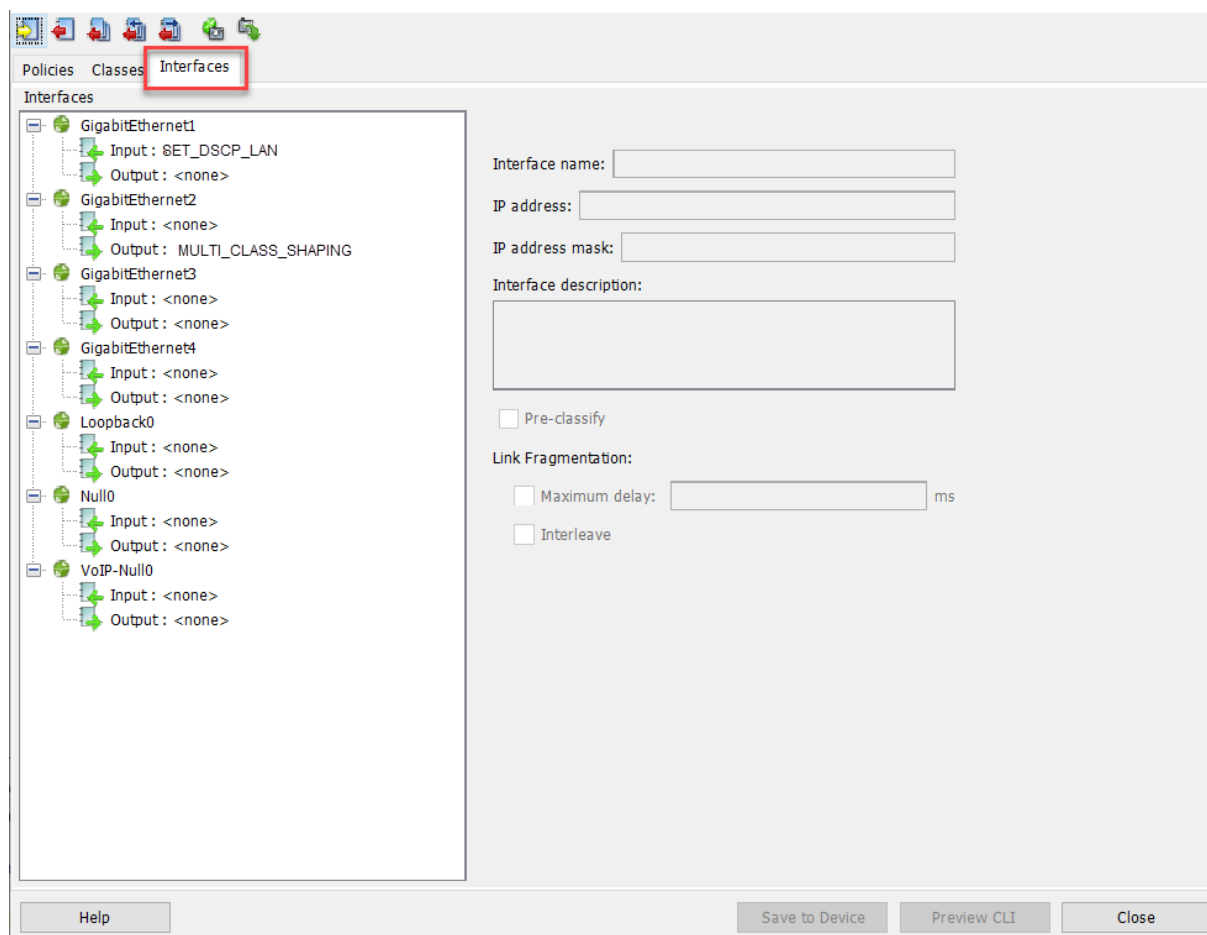 Policies Classes Interfaces
Interfaces
GigabitEthernet1
Input : SET_DSCP_LAN
Output : <none>
GigabitEthernet2
Input : <none>
Output : MULTI_CLASS_SHAPING
GigabitEthernet3
Input : <none>
Output : <none>
GigabitEthernet4
Input : <none>
Output : <none>
Loopback0
Input : <none>
Output : <none>
Null0
Input : <none>
Output : <none>
VoIP-Null0
Input : <none>
Output : <none>
Interface name:
IP address:
IP address mask:
Interface description:
Pre-classify
Link Fragmentation:
Maximum delay: ms
Interleave
Help Save to Device Preview CLI Close